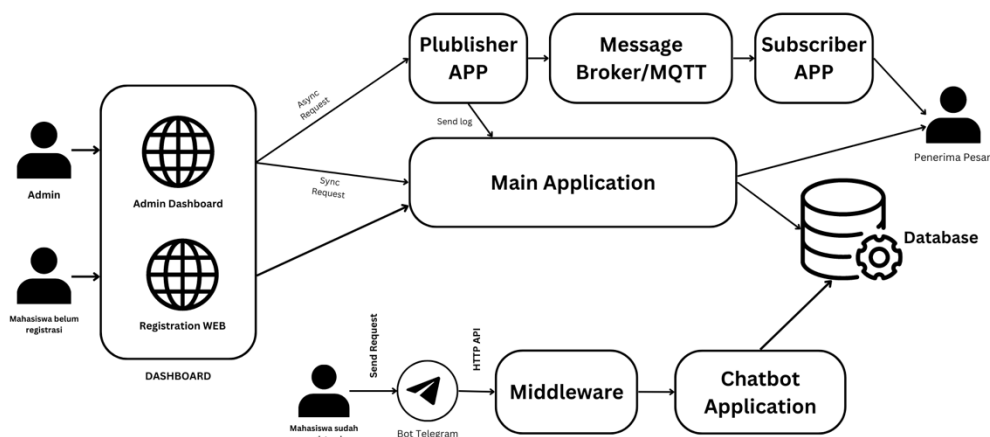 Plublisher
APP
Message
Broker/MQTT
Subscriber
APP
Async
Request
Send log
Admin
Admin Dashboard
Sync
Request
Main Application
Penerima Pesan
Mahasiswa belum
registrasi
Registration WEB
DASHBOARD
Database
Send Request
HTTP API
Middleware
Chatbot
Application
Mahasiswa sudah
Bot Telegram